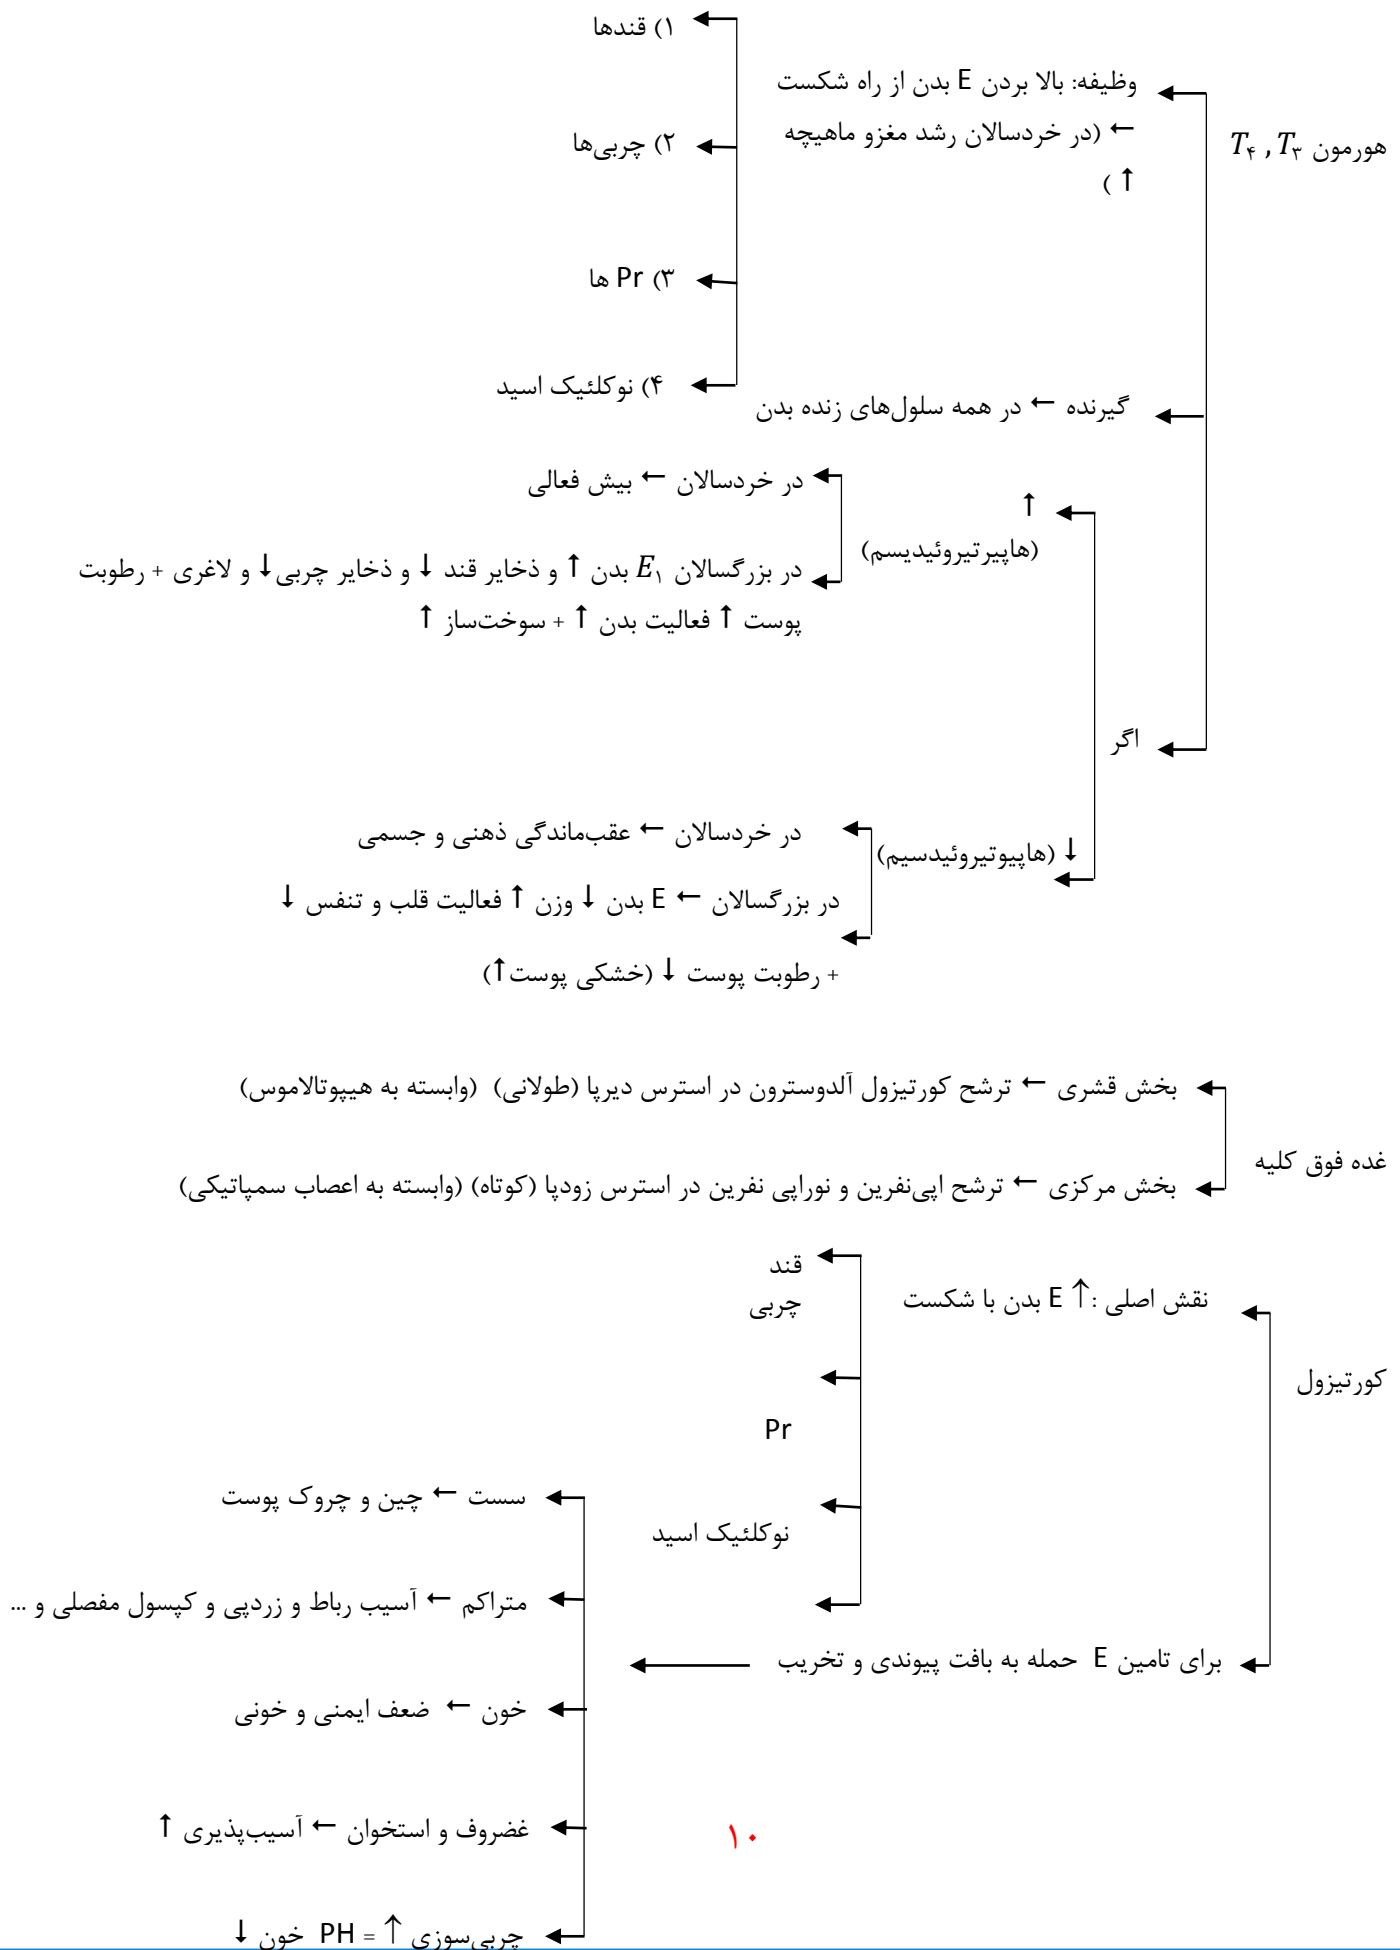 ۱) قندها
وظیفه: بالا بردن E بدن از راه شکست
← (در خردسالان رشد مغزو ماهیچه
↑ )
هورمون T۳ , T۴
۲) چربی‌ها
۳) Pr ها
۴) نوکلئیک اسید
گیرنده ← در همه سلول‌های زنده بدن
در خردسالان ← بیش فعالی
↑
(هاپیرتیروئیدیسم)
در بزرگسالان E۱ بدن ↑ و ذخایر قند ↓ و ذخایر چربی↓ و لاغری + رطوبت
پوست ↑ فعالیت بدن ↑ + سوخت‌ساز ↑
اگر
در خردسالان ← عقب‌ماندگی ذهنی و جسمی
↓ (هاپیوتیروئیدسیم)
در بزرگسالان ← E بدن ↓ وزن ↑ فعالیت قلب و تنفس ↓
+ رطوبت پوست ↓ (خشکی پوست↑)
بخش قشری ← ترشح کورتیزول آلدوسترون در استرس دیرپا (طولانی) (وابسته به هیپوتالاموس)
غده فوق کلیه
بخش مرکزی ← ترشح اپی‌نفرین و نوراپی نفرین در استرس زودپا (کوتاه) (وابسته به اعصاب سمپاتیکی)
قند
نقش اصلی :↑ E بدن با شکست
چربی
کورتیزول
Pr
نوکلئیک اسید
سست ← چین و چروک پوست
متراکم ← آسیب رباط و زردپی و کپسول مفصلی و ...
برای تامین E حمله به بافت پیوندی و تخریب
خون ← ضعف ایمنی و خونی
غضروف و استخوان ← آسیب‌پذیری ↑
۱۰
چربی‌سوزی ↑ = PH خون ↓